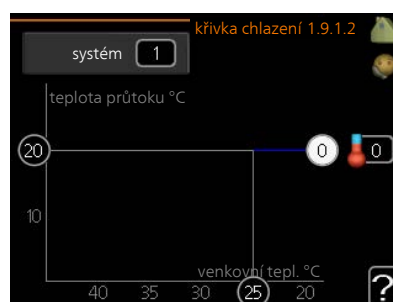 křivka chlazení 1.9.1.2
systém 1
teplota průtoku °C
20
0
0
10
venkovní tepl. °C
40 35 30 25 20
?